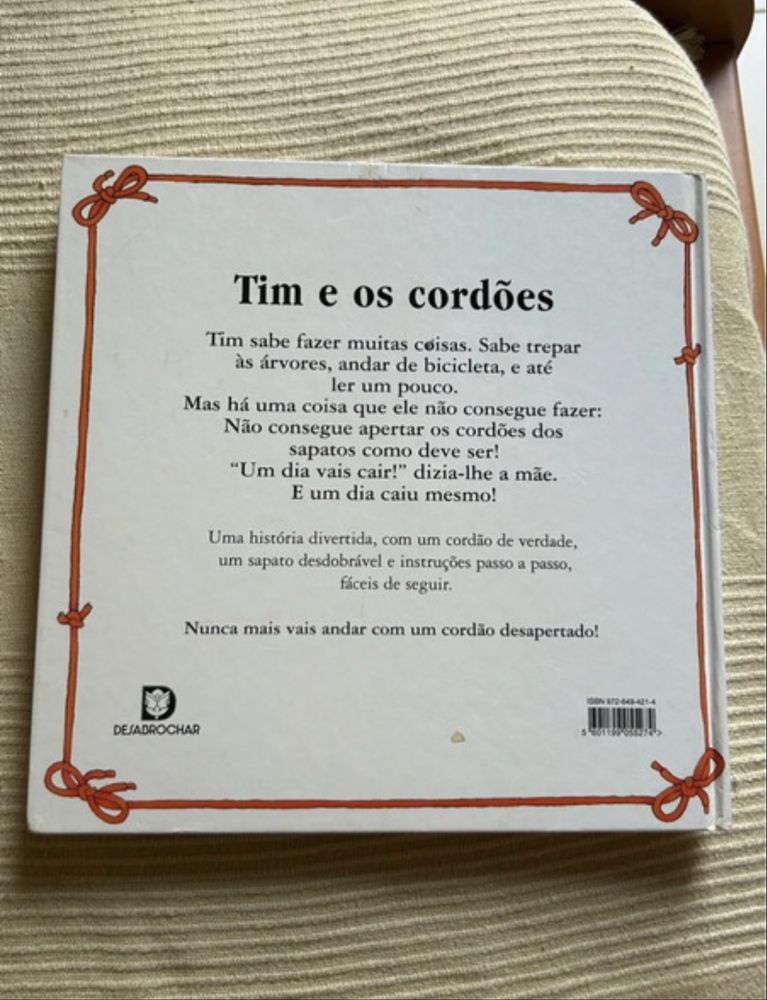 Tim e os cordões
Tim sabe fazer muitas coisas. Sabe trepar
às árvores, andar de bicicleta, e até
ler um pouco.
Mas há uma coisa que ele não consegue fazer:
Não consegue apertar os cordões dos
sapatos como deve ser!
“Um dia vais cair!” dizia-lhe a mãe.
E um dia caiu mesmo!
Uma história divertida, com um cordão de verdade,
um sapato desdobrável e instruções passo a passo,
fáceis de seguir.
Nunca mais vais andar com um cordão desapertado!
DESABROCHAR
ISBN 972-649-421-4
5 601199 055274 >